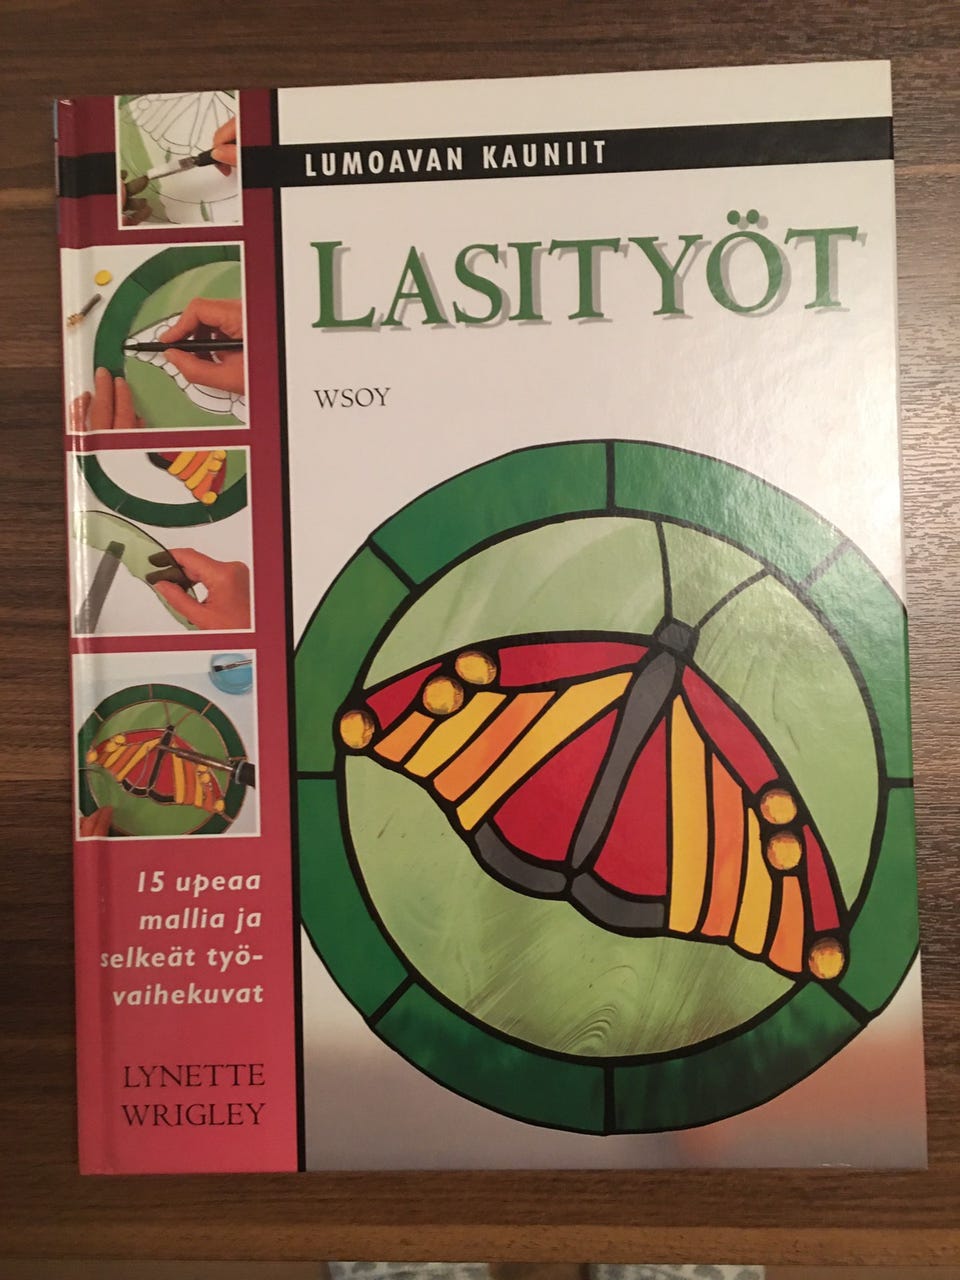 LUMOAVAN KAUNIIT
LASITYÖT
WSOY
15 upeaa
mallia ja
selkeät työ-
vaihekuvat
LYNETTE
WRIGLEY